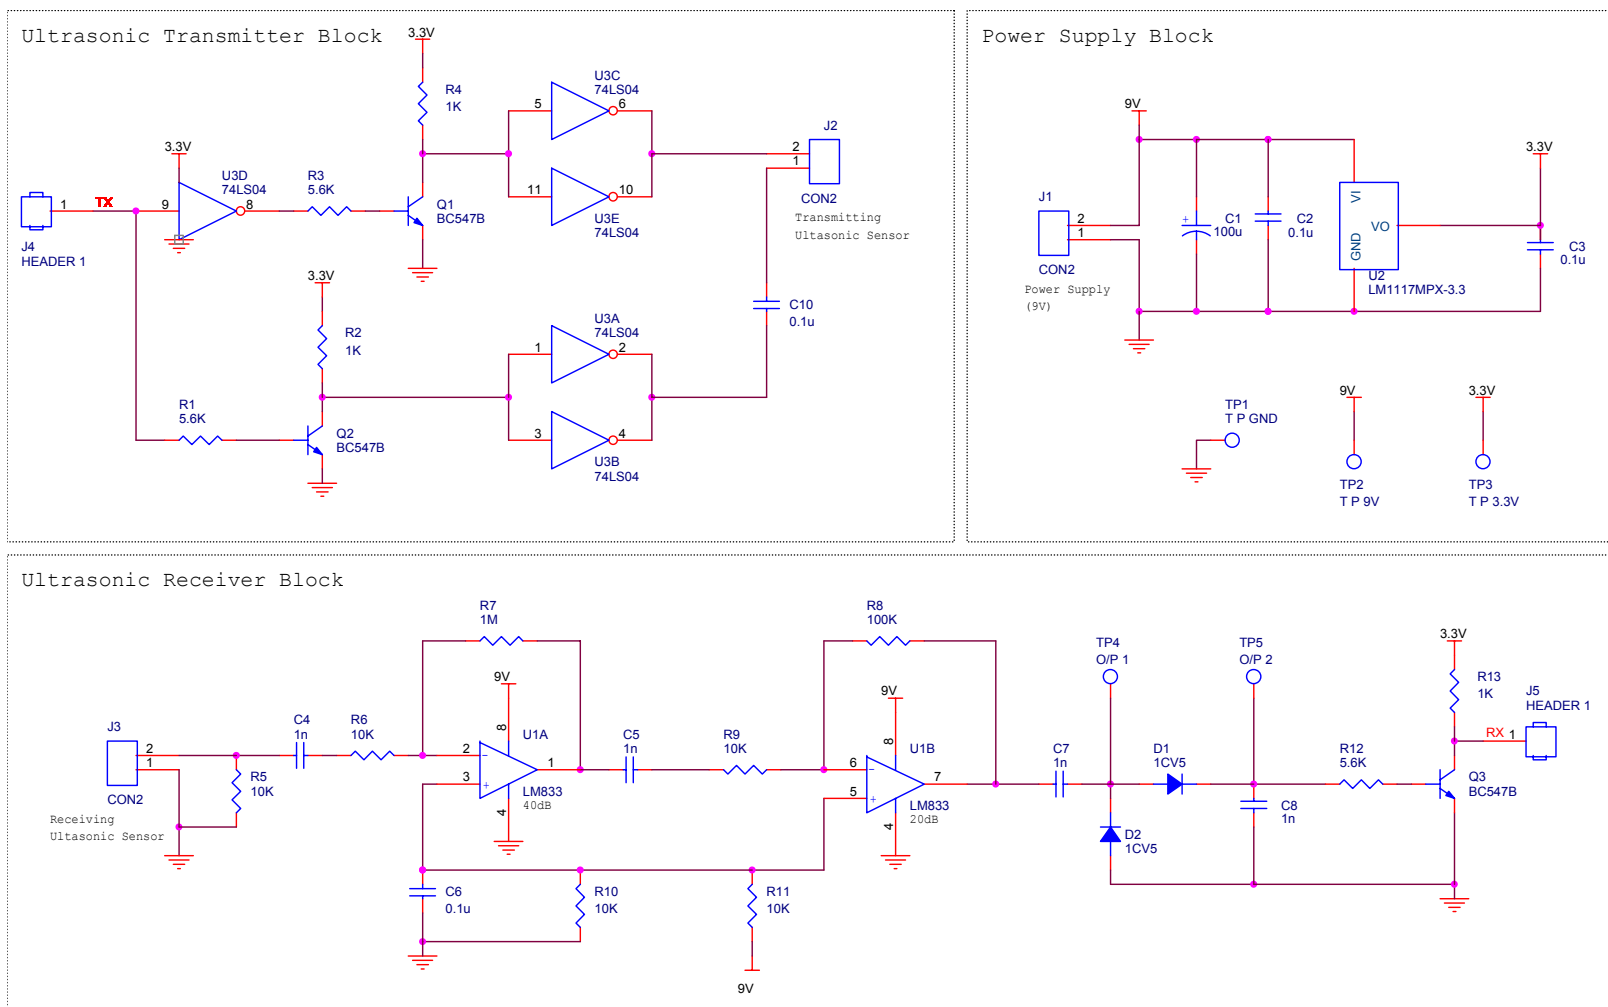 Ultrasonic Transmitter Block
3.3V
R4
1K
U3C
74LS04
5
6
J2
2
1
CON2
Transmitting
Ultasonic Sensor
3.3V
U3D
74LS04
R3
5.6K
J4
HEADER 1
1
TX
9
8
Q1
BC547B
11
10
U3E
74LS04
3.3V
R2
1K
C10
0.1u
U3A
74LS04
1
2
R1
5.6K
Q2
BC547B
3
4
U3B
74LS04
Power Supply Block
9V
3.3V
J1
2
1
CON2
Power Supply
(9V)
+
C1
100u
C2
0.1u
VI
VO
GND
U2
LM1117MPX-3.3
C3
0.1u
TP1
T P GND
9V
TP2
T P 9V
3.3V
TP3
T P 3.3V
Ultrasonic Receiver Block
R7
1M
R8
100K
J3
2
1
CON2
Receiving
Ultasonic Sensor
R5
10K
C4
1n
R6
10K
9V
8
U1A
2
-
3
+
1
4
LM833
40dB
C5
1n
R9
10K
9V
8
U1B
6
-
5
+
7
4
LM833
20dB
C6
0.1u
R10
10K
R11
10K
9V
C7
1n
TP4
O/P 1
D1
1CV5
D2
1CV5
TP5
O/P 2
C8
1n
R12
5.6K
3.3V
R13
1K
Q3
BC547B
J5
HEADER 1
RX
1